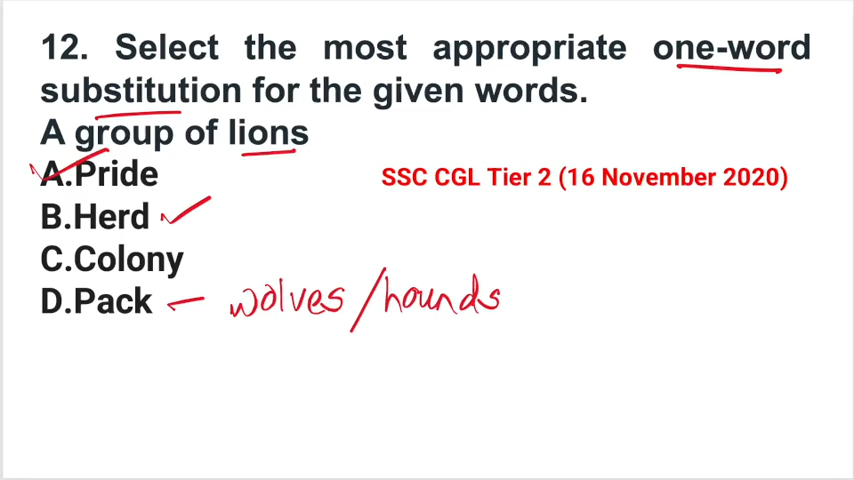 12. Select the most appropriate one-word
substitution for the given words.
A group of lions
A.Pride
SSC CGL Tier 2 (16 November 2020)
B.Herd
C.Colony
D.Pack – wolves/hounds